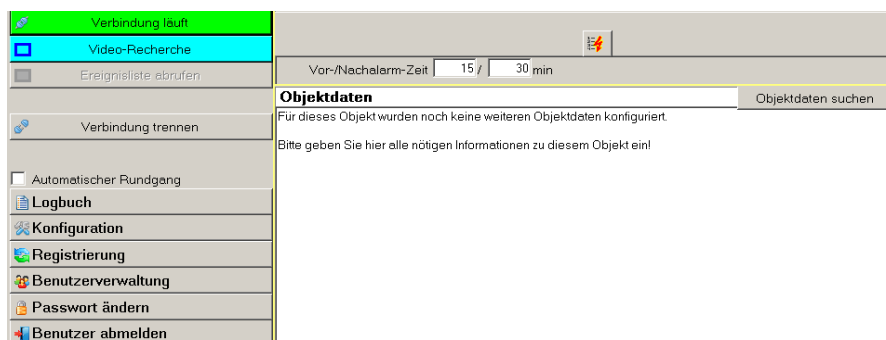 Verbindung läuft
Video-Recherche
Ereignisliste abrufen
Verbindung trennen
Automatischer Rundgang
Logbuch
Konfiguration
Registrierung
Benutzerverwaltung
Passwort ändern
Benutzer abmelden
Vor-/Nachalarm-Zeit 15 / 30 min
Objektdaten
Objektdaten suchen
Für dieses Objekt wurden noch keine weiteren Objektdaten konfiguriert.
Bitte geben Sie hier alle nötigen Informationen zu diesem Objekt ein!